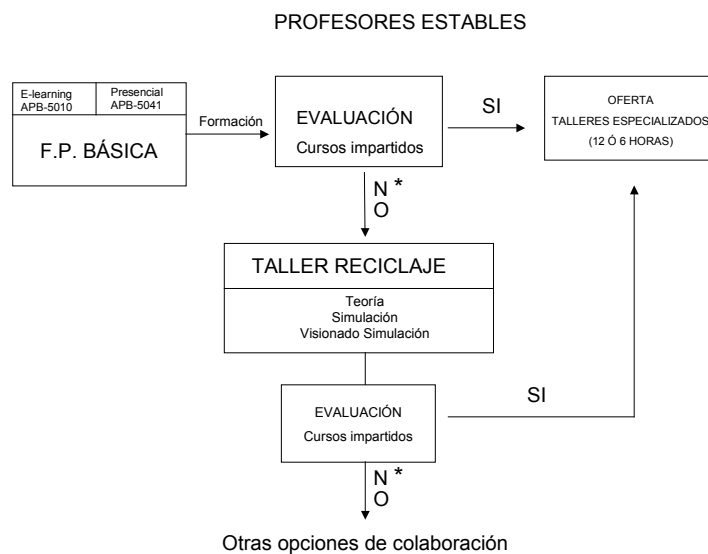 PROFESORES ESTABLES
E-learning
APB-5010
Presencial
APB-5041
F.P. BÁSICA
Formación
EVALUACIÓN
Cursos impartidos
SI
OFERTA
TALLERES ESPECIALIZADOS
(12 Ó 6 HORAS)
N *
O
TALLER RECICLAJE
Teoría
Simulación
Visionado Simulación
EVALUACIÓN
Cursos impartidos
SI
N *
O
Otras opciones de colaboración